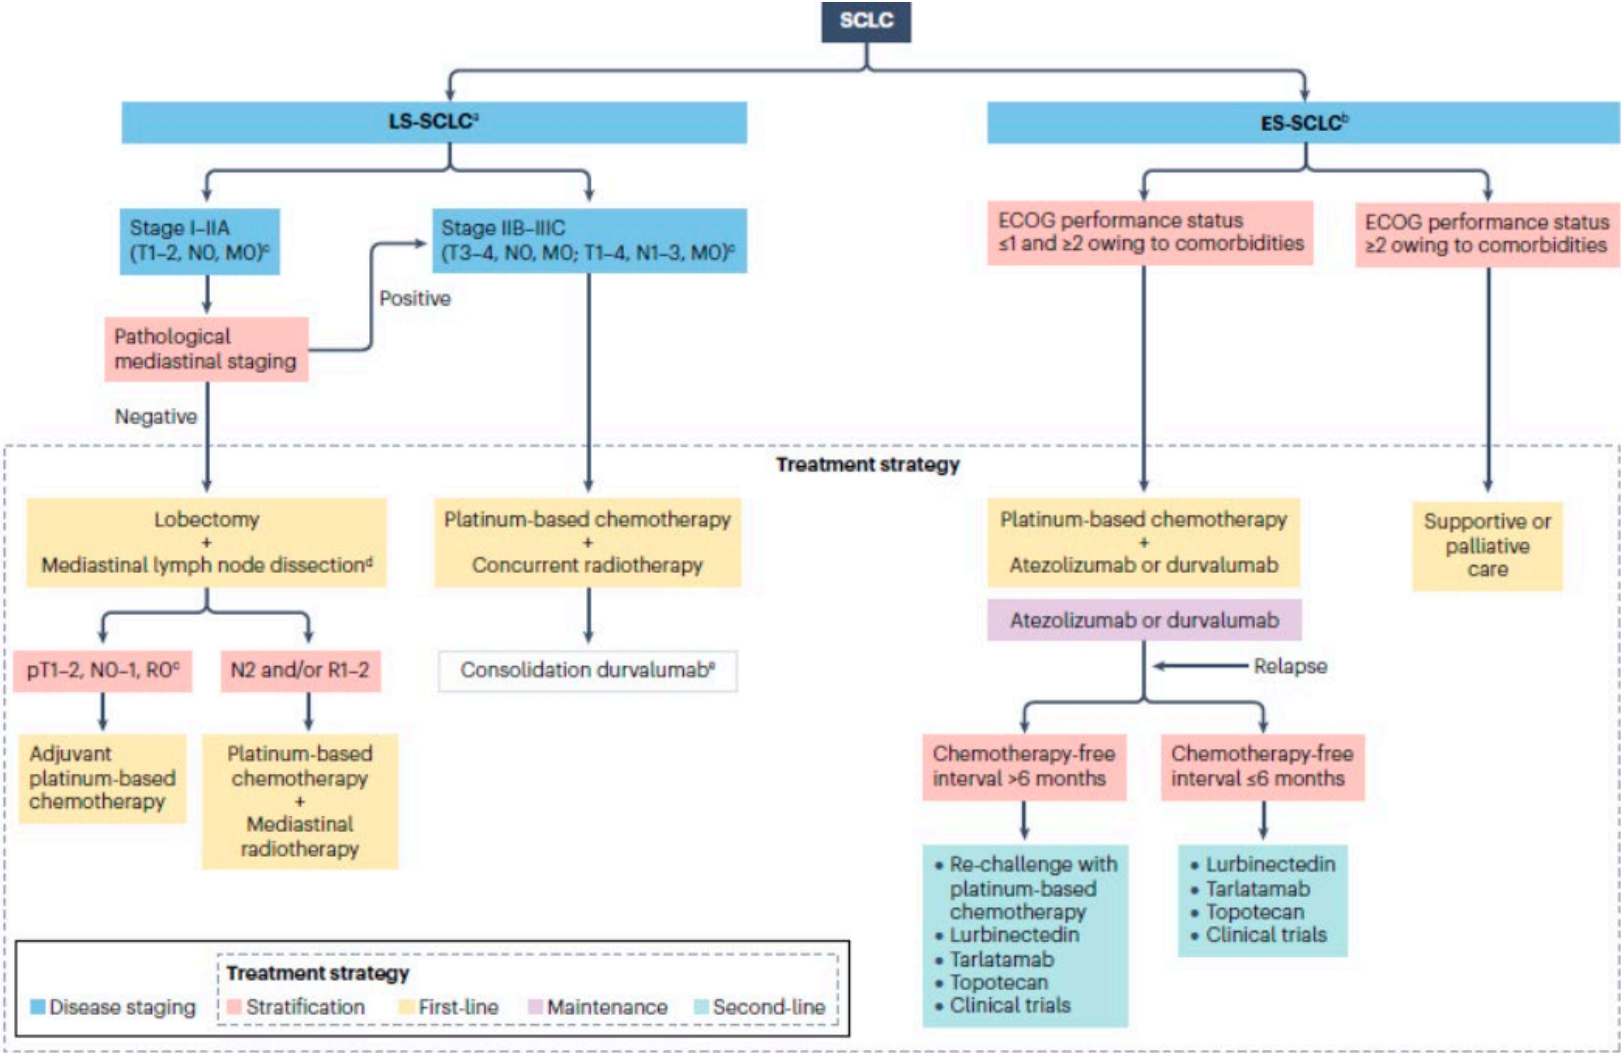 SCLC
LS-SCLCᵃ
ES-SCLCᵇ
Stage I–IIA
(T1–2, N0, M0)ᶜ
Stage IIB–IIIC
(T3–4, N0, M0; T1–4, N1–3, M0)ᶜ
ECOG performance status
≤1 and ≥2 owing to comorbidities
ECOG performance status
≥2 owing to comorbidities
Positive
Pathological
mediastinal staging
Negative
Treatment strategy
Lobectomy
+
Mediastinal lymph node dissectionᵈ
Platinum-based chemotherapy
+
Concurrent radiotherapy
Platinum-based chemotherapy
+
Atezolizumab or durvalumab
Supportive or
palliative
care
Atezolizumab or durvalumab
pT1–2, N0–1, R0ᶜ
N2 and/or R1–2
Consolidation durvalumabᵉ
Relapse
Adjuvant
platinum-based
chemotherapy
Platinum-based
chemotherapy
+
Mediastinal
radiotherapy
Chemotherapy-free
interval >6 months
Chemotherapy-free
interval ≤6 months
• Re-challenge with
platinum-based
chemotherapy
• Lurbinectedin
• Tarlatamab
• Topotecan
• Clinical trials
• Lurbinectedin
• Tarlatamab
• Topotecan
• Clinical trials
Treatment strategy
Disease staging
Stratification
First-line
Maintenance
Second-line